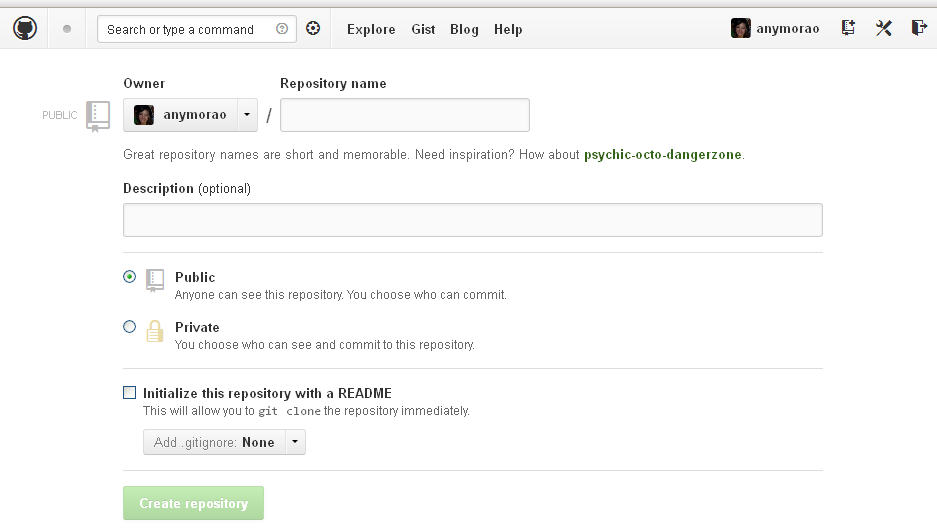 Search or type a command
Explore Gist Blog Help
anymorao
Owner Repository name
PUBLIC anymorao /
Great repository names are short and memorable. Need inspiration? How about psychic-octo-dangerzone.
Description (optional)
Public
Anyone can see this repository. You choose who can commit.
Private
You choose who can see and commit to this repository.
Initialize this repository with a README
This will allow you to git clone the repository immediately.
Add .gitignore: None
Create repository